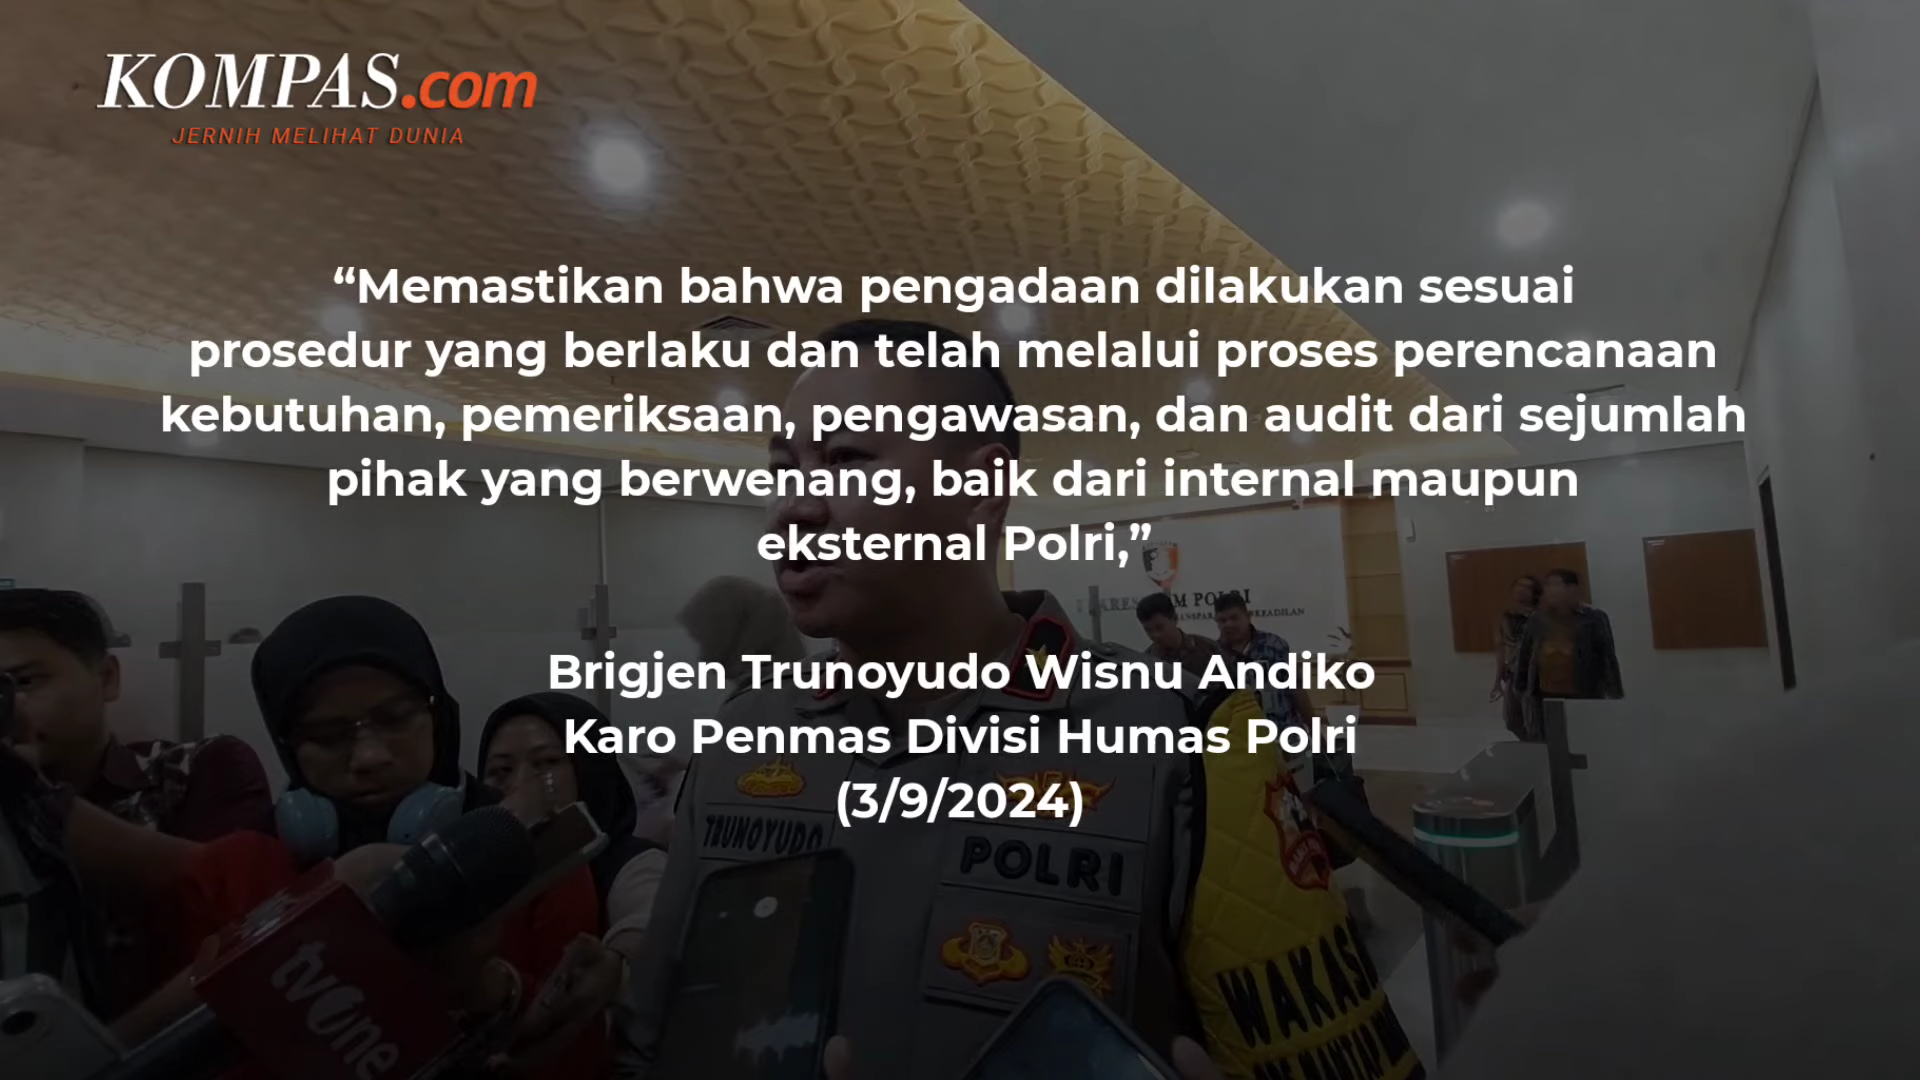 KOMPAS.com
JERNIH MELIHAT DUNIA
“Memastikan bahwa pengadaan dilakukan sesuai
prosedur yang berlaku dan telah melalui proses perencanaan
kebutuhan, pemeriksaan, pengawasan, dan audit dari sejumlah
pihak yang berwenang, baik dari internal maupun
eksternal Polri,”
POLRI
Brigjen Trunoyudo Wisnu Andiko
Karo Penmas Divisi Humas Polri
(3/9/2024)
TRUNOYUDO
POLRI
tvOne